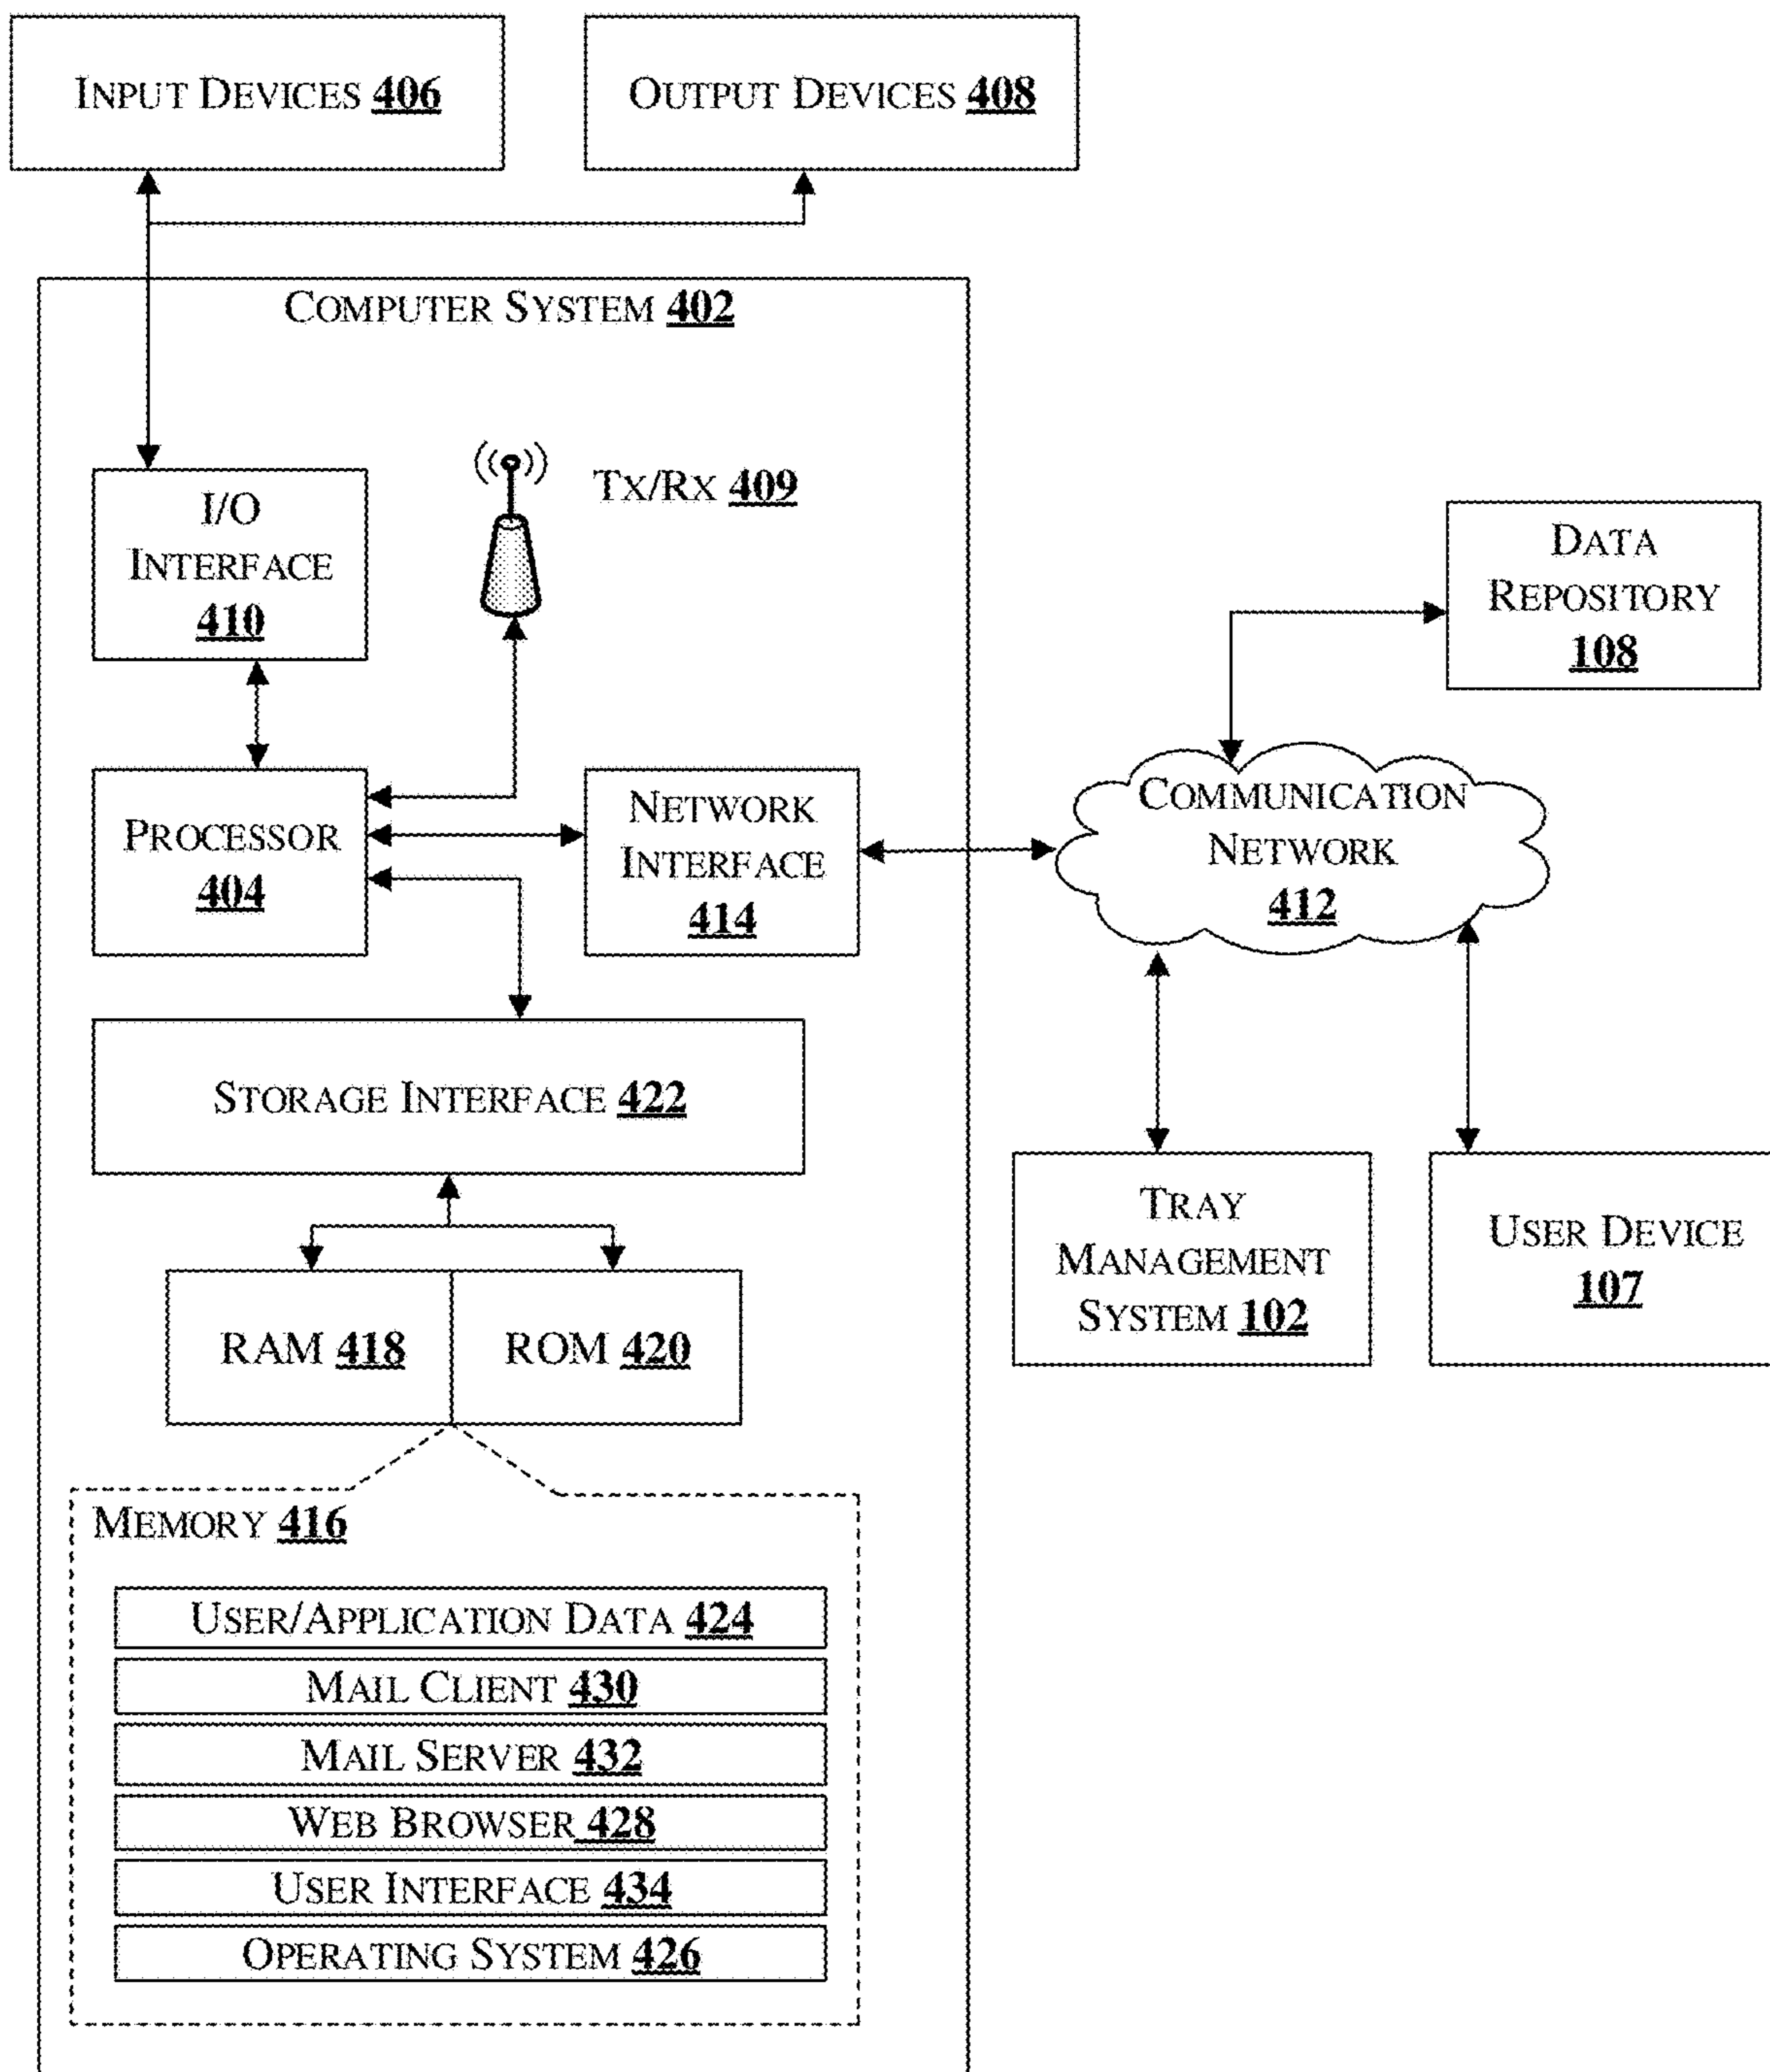 INPUT DEVICES 406
OUTPUT DEVICES 408
COMPUTER SYSTEM 402
I/O
INTERFACE
410
TX/RX 409
DATA
REPOSITORY
108
PROCESSOR
404
NETWORK
INTERFACE
414
COMMUNICATION
NETWORK
412
STORAGE INTERFACE 422
TRAY
MANAGEMENT
SYSTEM 102
USER DEVICE
107
RAM 418
ROM 420
MEMORY 416
USER/APPLICATION DATA 424
MAIL CLIENT 430
MAIL SERVER 432
WEB BROWSER 428
USER INTERFACE 434
OPERATING SYSTEM 426